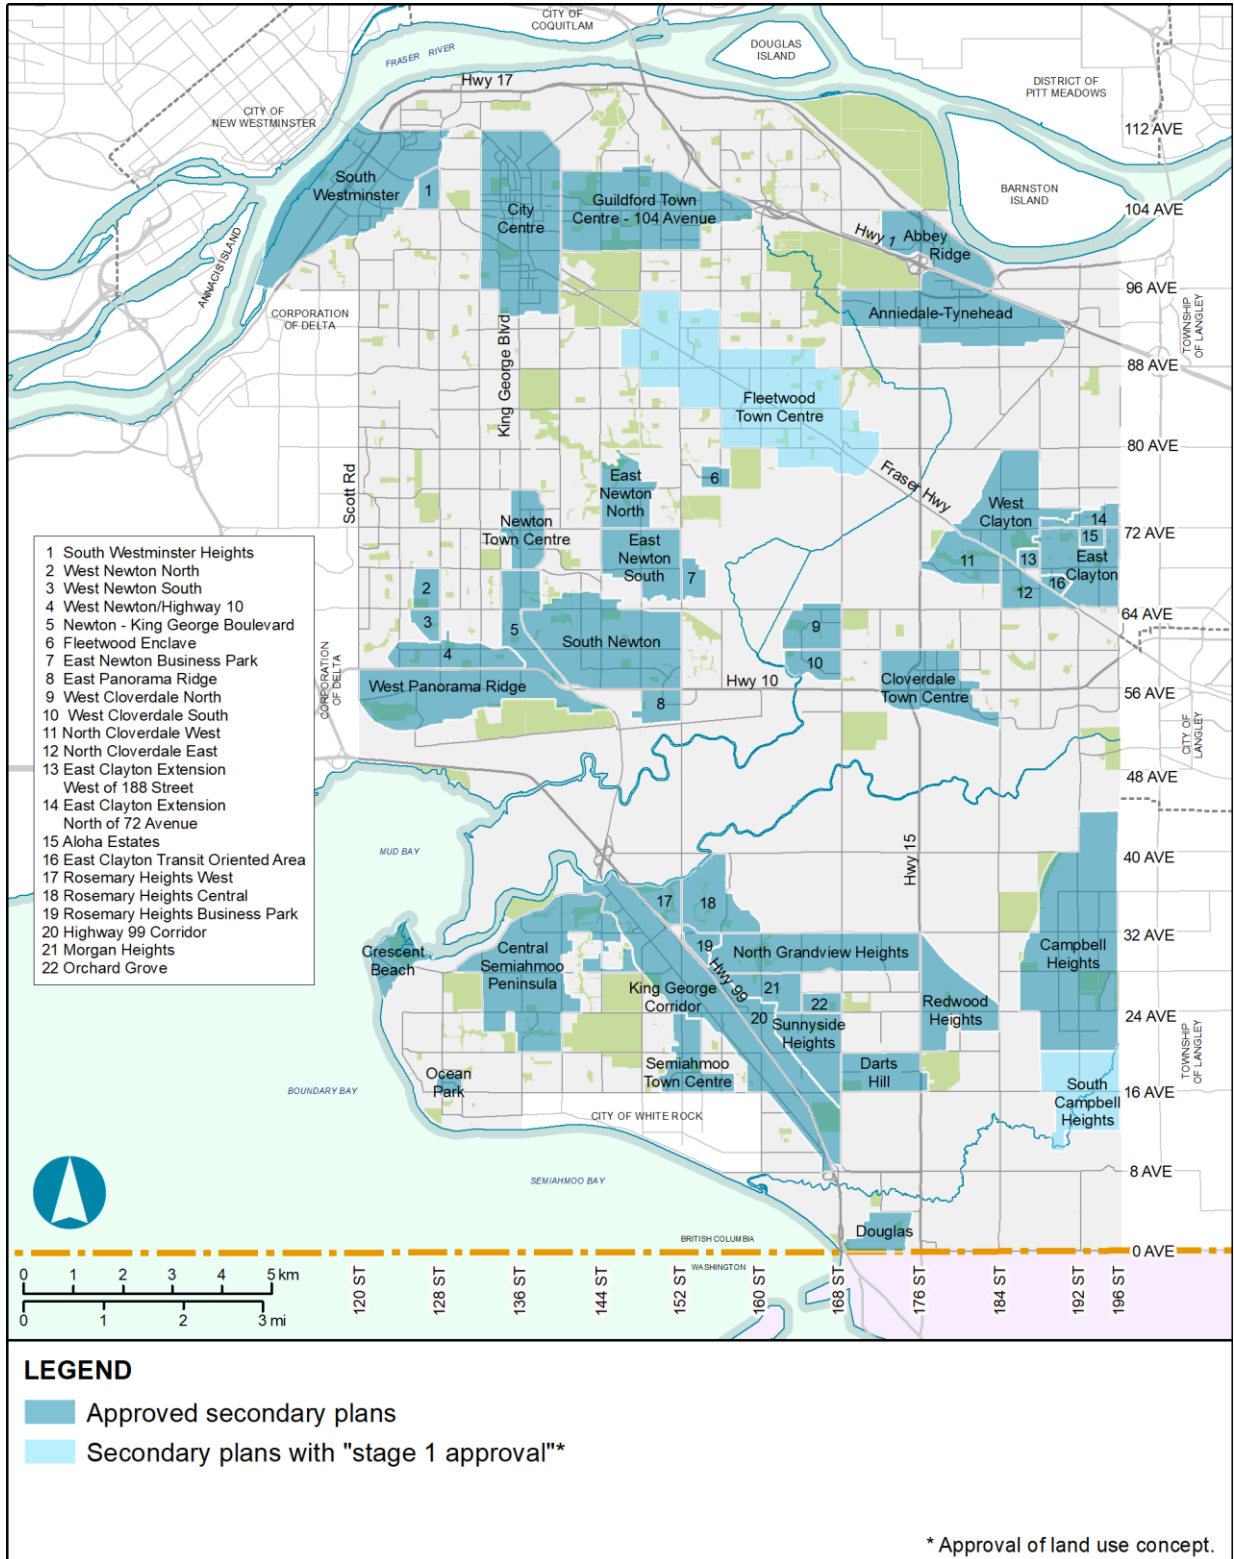 CITY OF
COQUITLAM
DOUGLAS
ISLAND
FRASER RIVER
Hwy 17
DISTRICT OF
PITT MEADOWS
CITY OF
NEW WESTMINSTER
112 AVE
South
Westminster
1
City
Centre
Guildford Town
Centre - 104 Avenue
BARNSTON
ISLAND
104 AVE
Hwy 1
Abbey
Ridge
ANNACIS ISLAND
96 AVE
CORPORATION
OF DELTA
Anniedale-Tynehead
TOWNSHIP
OF LANGLEY
King George Blvd
88 AVE
Fleetwood
Town Centre
80 AVE
Scott Rd
East
Newton
North
6
Fraser Hwy
West
Clayton
14
Newton
Town Centre
72 AVE
15
East
Newton
South
11
13
East
Clayton
7
2
16
12
64 AVE
3
5
South Newton
9
4
10
CORPORATION
OF DELTA
West Panorama Ridge
Hwy 10
Cloverdale
Town Centre
56 AVE
8
CITY OF
LANGLEY
48 AVE
1 South Westminster Heights
2 West Newton North
3 West Newton South
4 West Newton/Highway 10
5 Newton - King George Boulevard
6 Fleetwood Enclave
7 East Newton Business Park
8 East Panorama Ridge
9 West Cloverdale North
10 West Cloverdale South
11 North Cloverdale West
12 North Cloverdale East
13 East Clayton Extension
West of 188 Street
14 East Clayton Extension
North of 72 Avenue
15 Aloha Estates
16 East Clayton Transit Oriented Area
17 Rosemary Heights West
18 Rosemary Heights Central
19 Rosemary Heights Business Park
20 Highway 99 Corridor
21 Morgan Heights
22 Orchard Grove
MUD BAY
Hwy 15
40 AVE
17
18
32 AVE
Crescent
Beach
Central
Semiahmoo
Peninsula
19
North Grandview Heights
Campbell
Heights
Hwy 99
King George
Corridor
21
22
20
Sunnyside
Heights
Redwood
Heights
24 AVE
TOWNSHIP
OF LANGLEY
Ocean
Park
Semiahmoo
Town Centre
Darts
Hill
South
Campbell
Heights
16 AVE
BOUNDARY BAY
CITY OF WHITE ROCK
8 AVE
SEMIAHMOO BAY
Douglas
BRITISH COLUMBIA
0 AVE
WASHINGTON
0 1 2 3 4 5 km
0 1 2 3 mi
120 ST
128 ST
136 ST
144 ST
152 ST
160 ST
168 ST
176 ST
184 ST
192 ST
196 ST
LEGEND
Approved secondary plans
Secondary plans with "stage 1 approval"*
* Approval of land use concept.